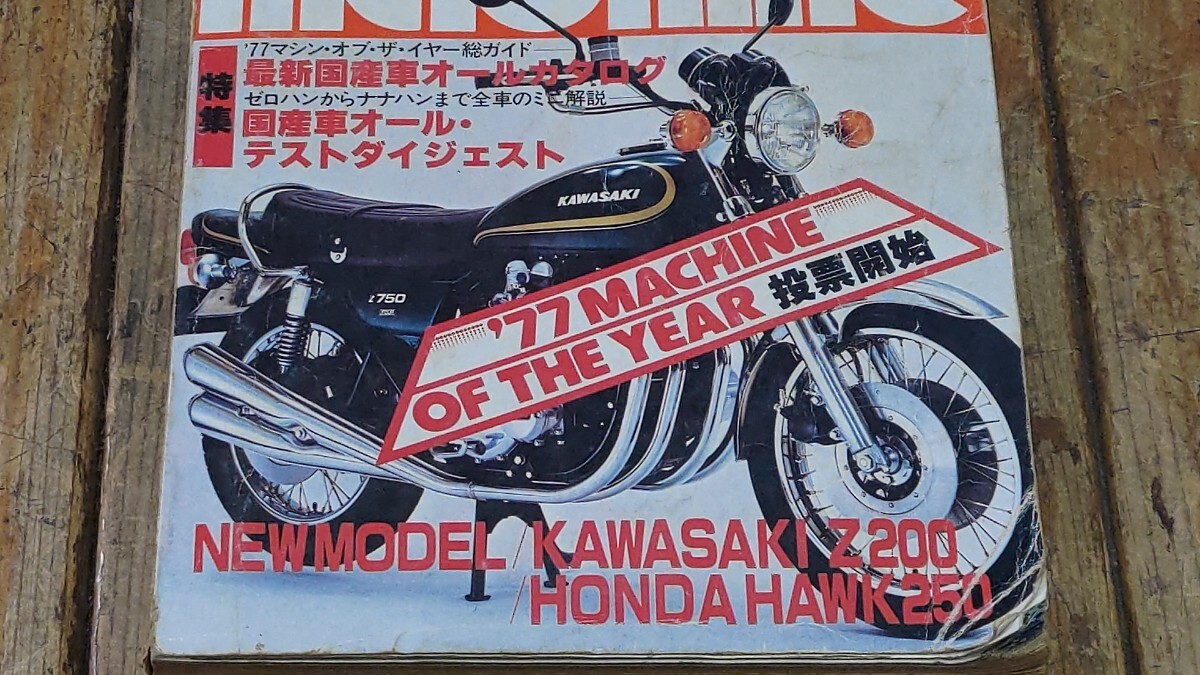 特集
'77マシン・オブ・ザ・イヤー総ガイド
最新国産車オールカタログ
ゼロハンからナナハンまで全車のミニ解説
国産車オール・
テストダイジェスト
KAWASAKI
Z750
'77 MACHINE
OF THE YEAR 投票開始
NEW MODEL / KAWASAKI Z200
/ HONDA HAWK 250